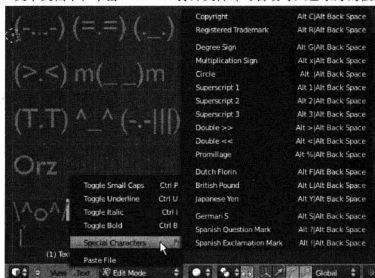 (-...-) (=.=) (._.)
(>.<) m(_ _)m
(T.T) ^_^ (-.-|||)
Orz
\^o^/
(1) Text
Copyright Alt C|Alt Back Space
Registered Trademark Alt R|Alt Back Space
Degree Sign Alt G|Alt Back Space
Multiplication Sign Alt x|Alt Back Space
Circle Alt .|Alt Back Space
Superscript 1 Alt 1|Alt Back Space
Superscript 2 Alt 2|Alt Back Space
Superscript 3 Alt 3|Alt Back Space
Double >> Alt >|Alt Back Space
Double << Alt <|Alt Back Space
Promillage Alt %|Alt Back Space
Dutch Florin Alt F|Alt Back Space
British Pound Alt L|Alt Back Space
Japanese Yen Alt Y|Alt Back Space
German S Alt S|Alt Back Space
Spanish Question Mark Alt ?|Alt Back Space
Spanish Exclamation Mark Alt !|Alt Back Space
Toggle Small Caps Ctrl P
Toggle Underline Ctrl U
Toggle Italic Ctrl I
Toggle Bold Ctrl B
Special Characters
Paste File
View Text Edit Mode Global